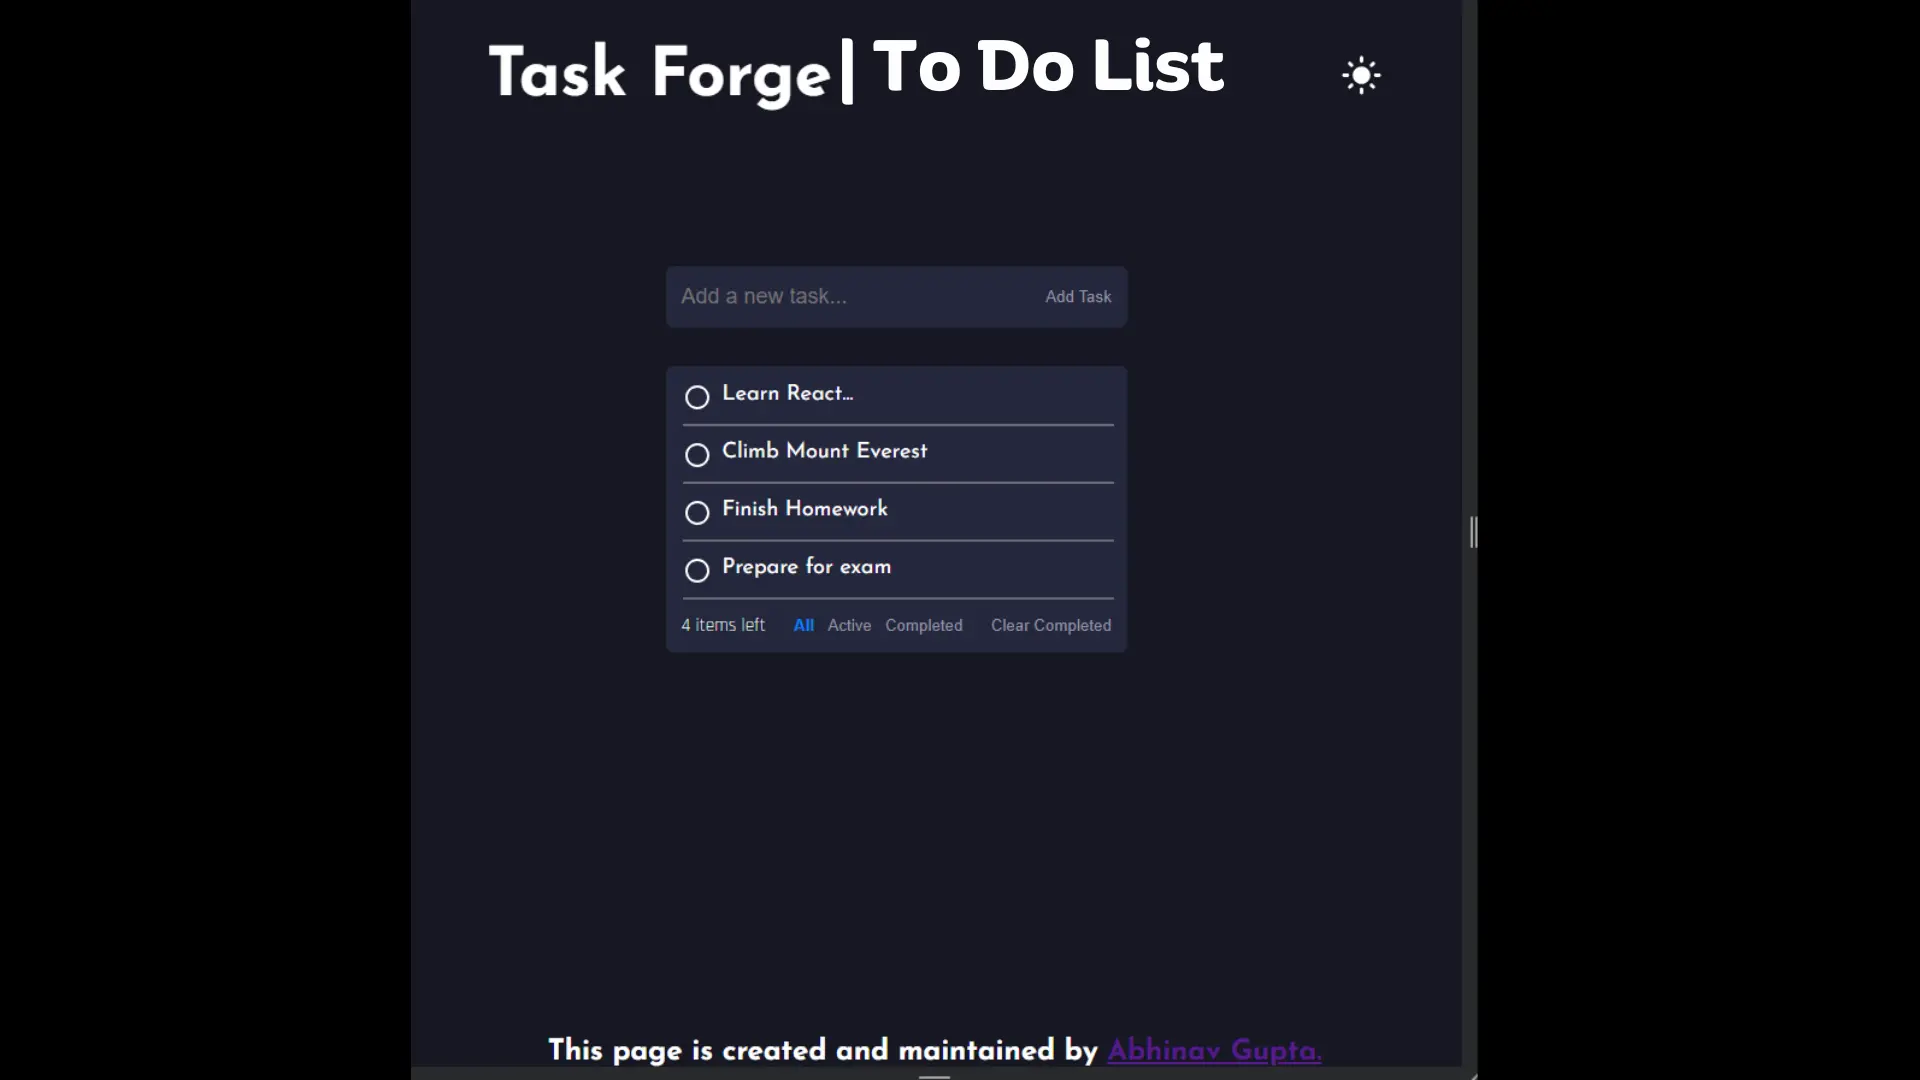 Task Forge| To Do List
Add a new task... Add Task
Learn React...
Climb Mount Everest
Finish Homework
Prepare for exam
4 items left All Active Completed Clear Completed
This page is created and maintained by Abhinav Gupta.